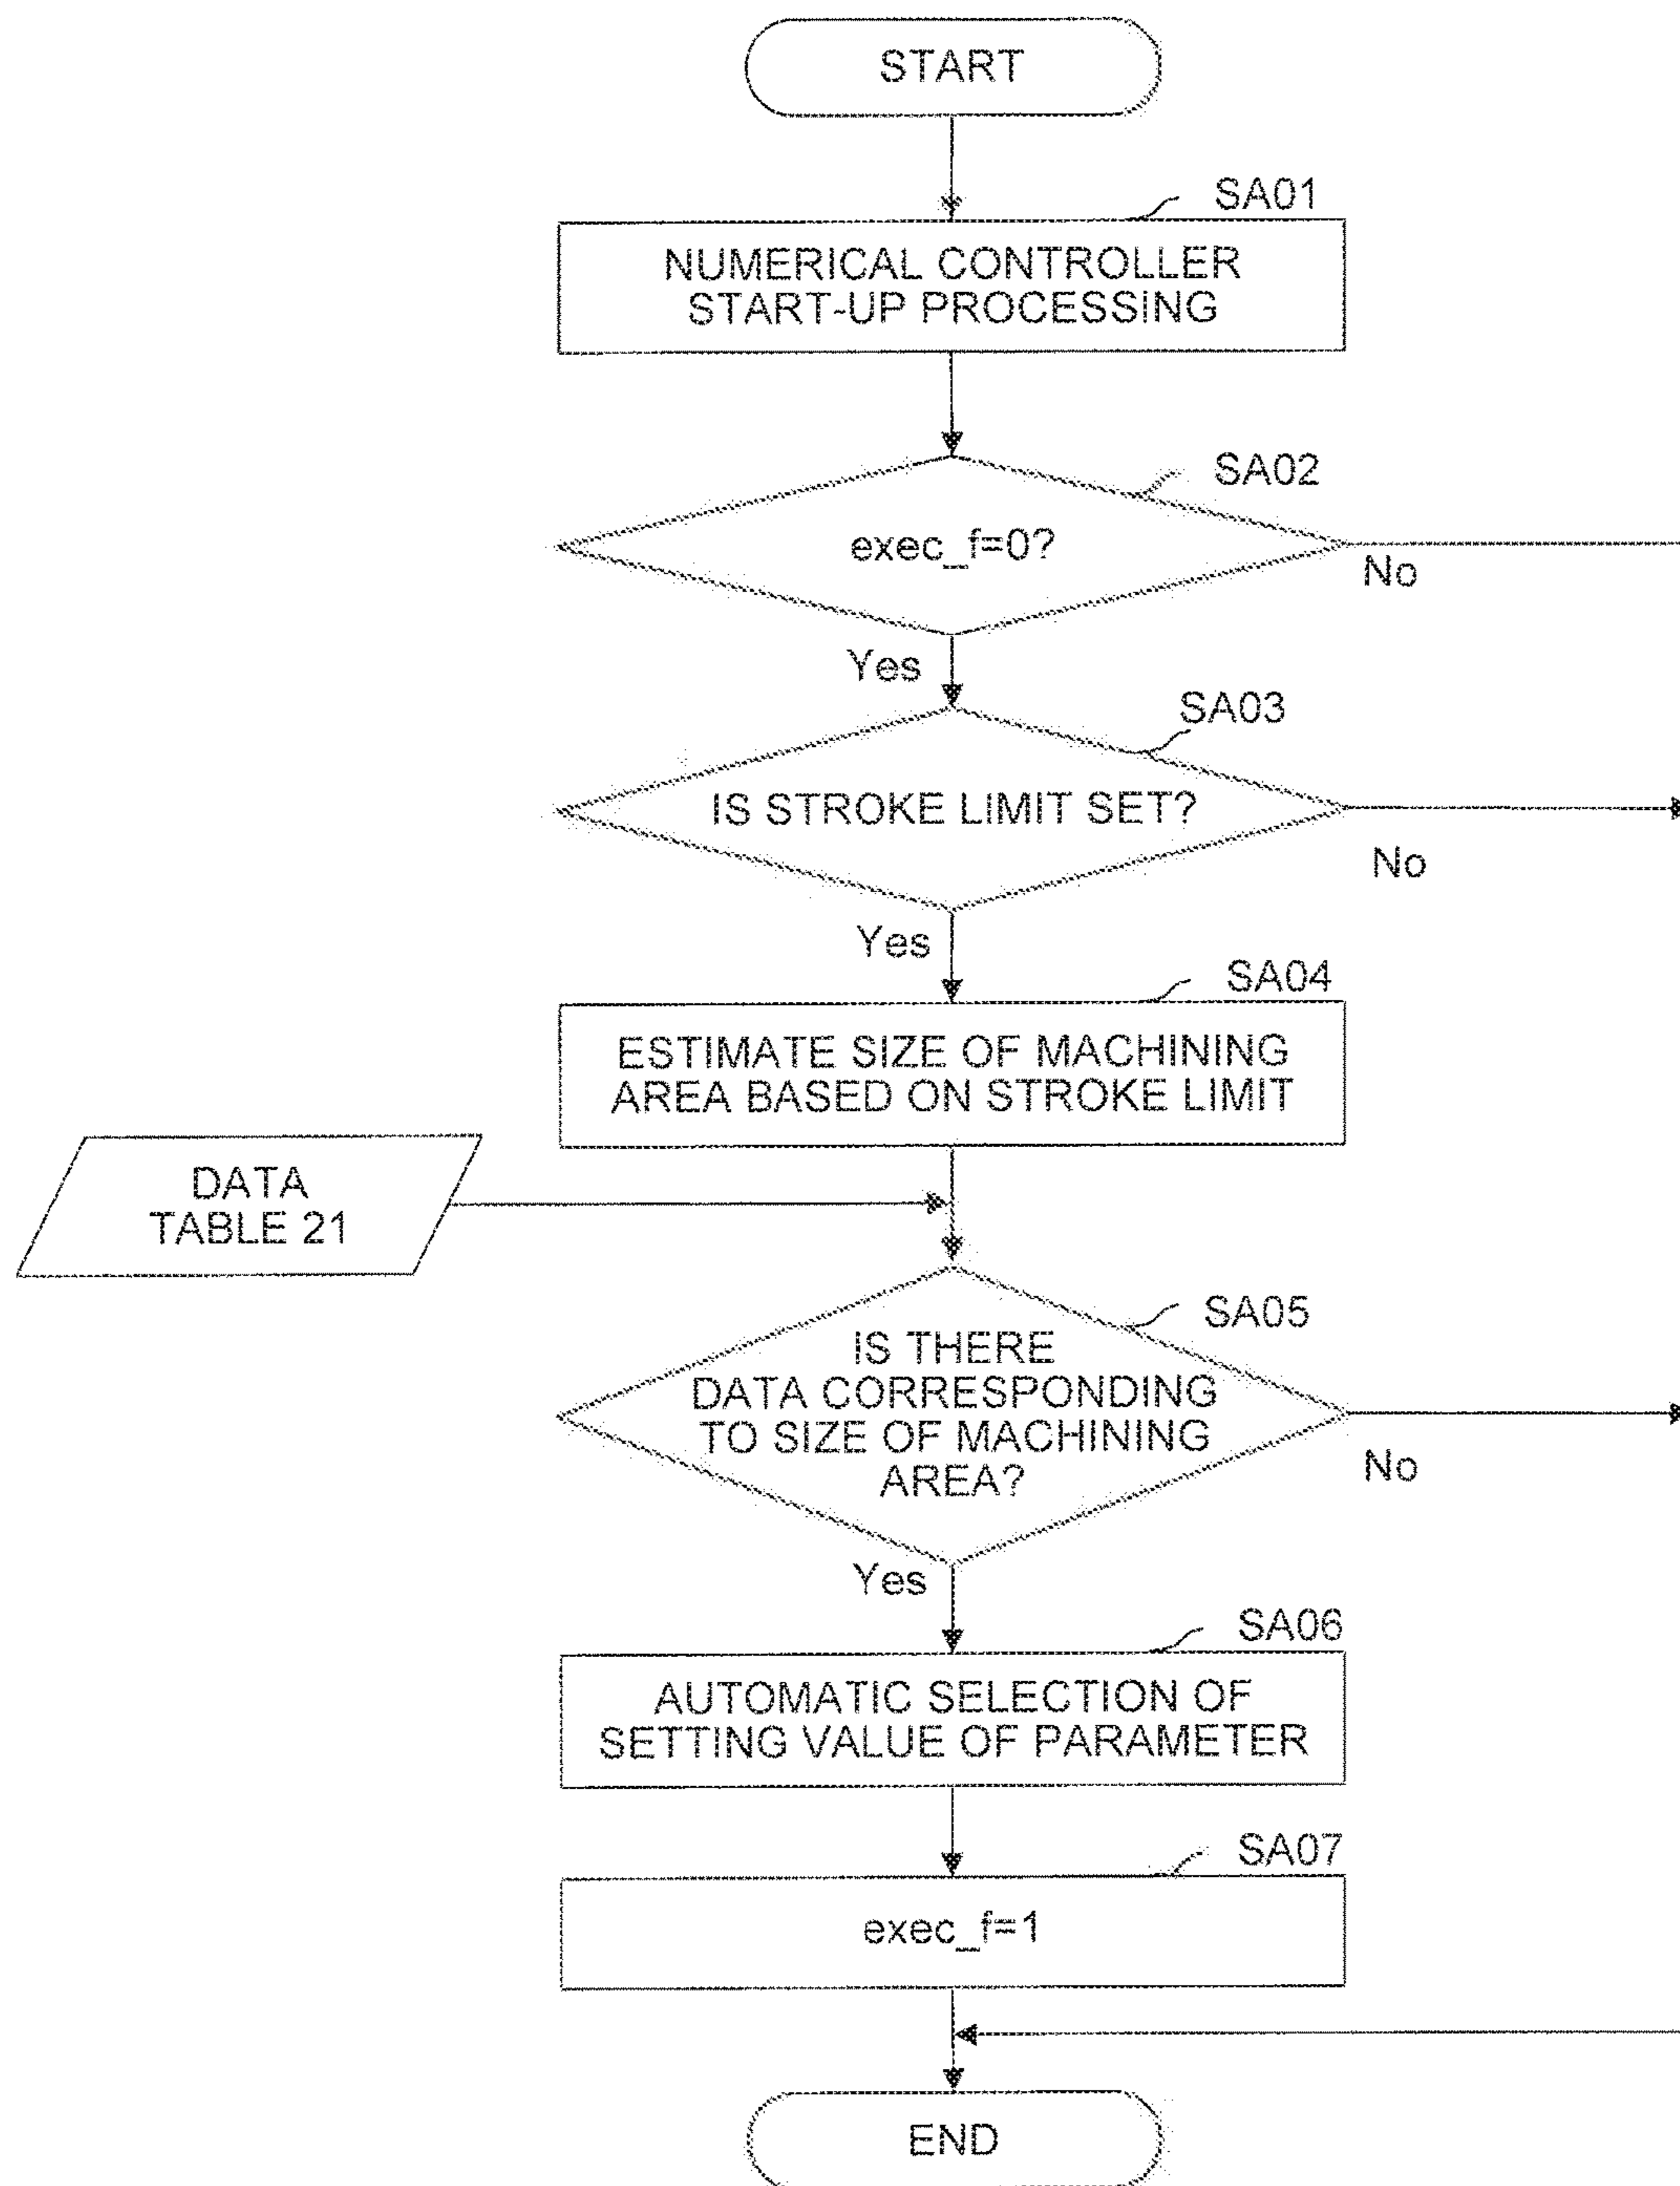 START
SA01
NUMERICAL CONTROLLER
START-UP PROCESSING
SA02
exec_f=0?
No
Yes
SA03
IS STROKE LIMIT SET?
No
Yes
SA04
ESTIMATE SIZE OF MACHINING
AREA BASED ON STROKE LIMIT
DATA
TABLE 21
SA05
IS THERE
DATA CORRESPONDING
TO SIZE OF MACHINING
AREA?
No
Yes
SA06
AUTOMATIC SELECTION OF
SETTING VALUE OF PARAMETER
SA07
exec_f=1
END